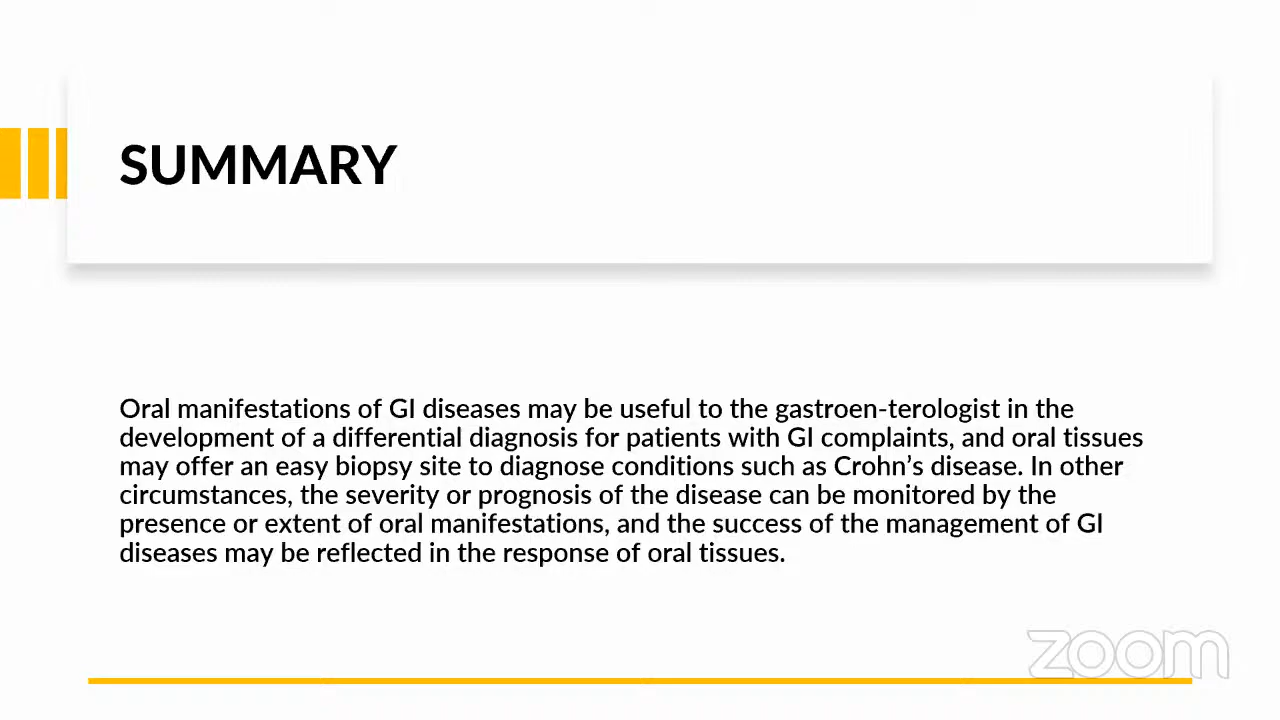 SUMMARY
Oral manifestations of GI diseases may be useful to the gastroen-terologist in the
development of a differential diagnosis for patients with GI complaints, and oral tissues
may offer an easy biopsy site to diagnose conditions such as Crohn’s disease. In other
circumstances, the severity or prognosis of the disease can be monitored by the
presence or extent of oral manifestations, and the success of the management of GI
diseases may be reflected in the response of oral tissues.
zoom